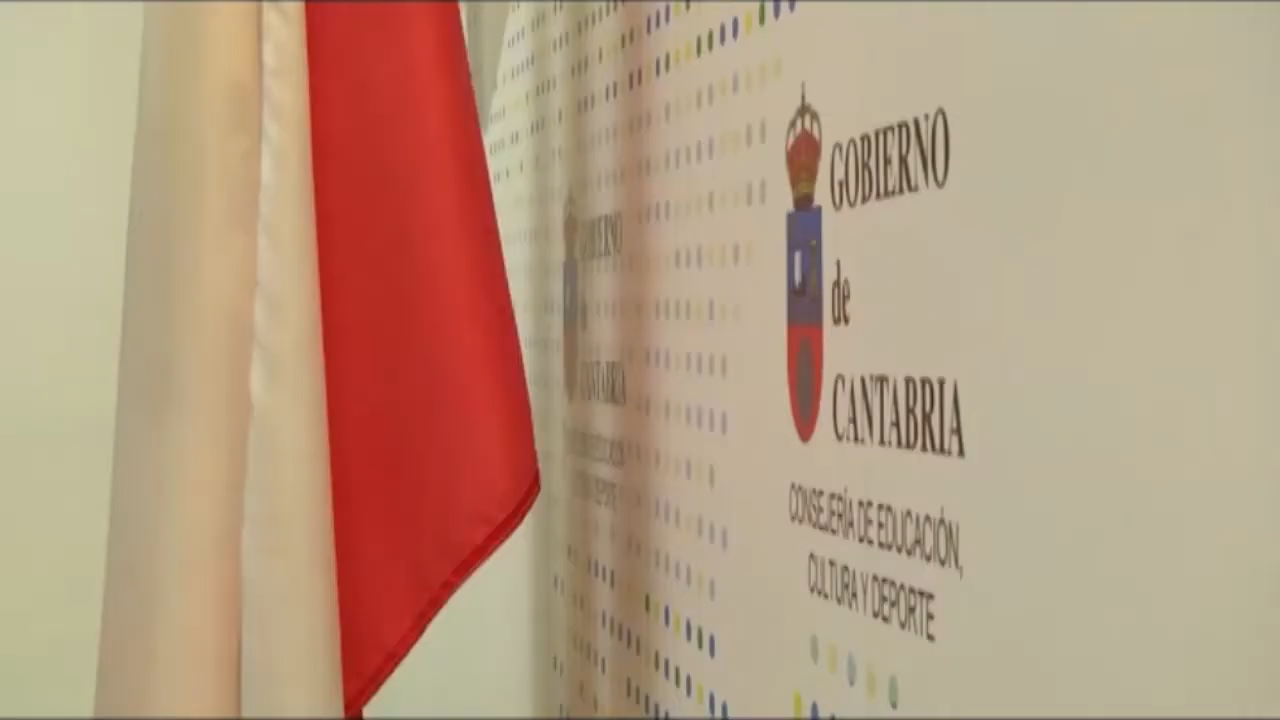 GOBIERNO
de
CANTABRIA
CONSEJERÍA DE EDUCACIÓN,
CULTURA Y DEPORTE